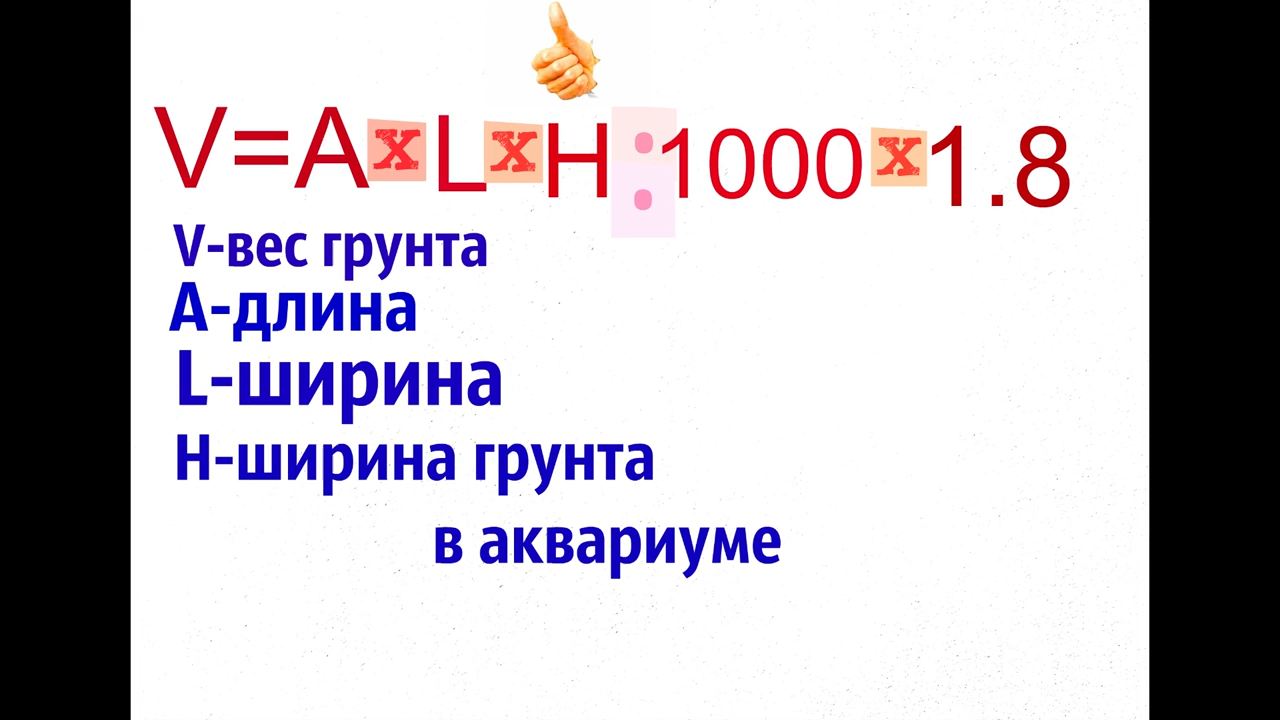 V=AxLxH:1000x1.8
V-вес грунта
A-длина
L-ширина
H-ширина грунта
в аквариуме